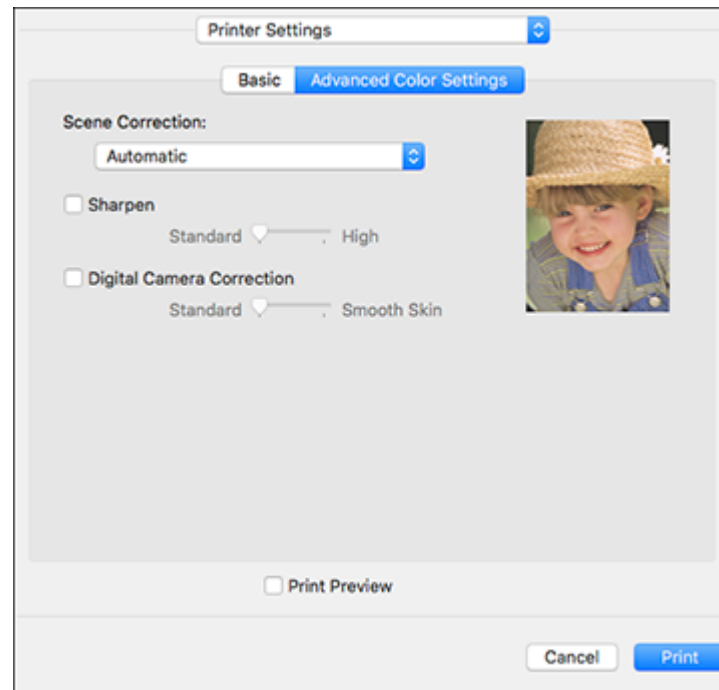 Printer Settings
Basic Advanced Color Settings
Scene Correction:
Automatic
Sharpen
Standard High
Digital Camera Correction
Standard Smooth Skin
Print Preview
Cancel Print